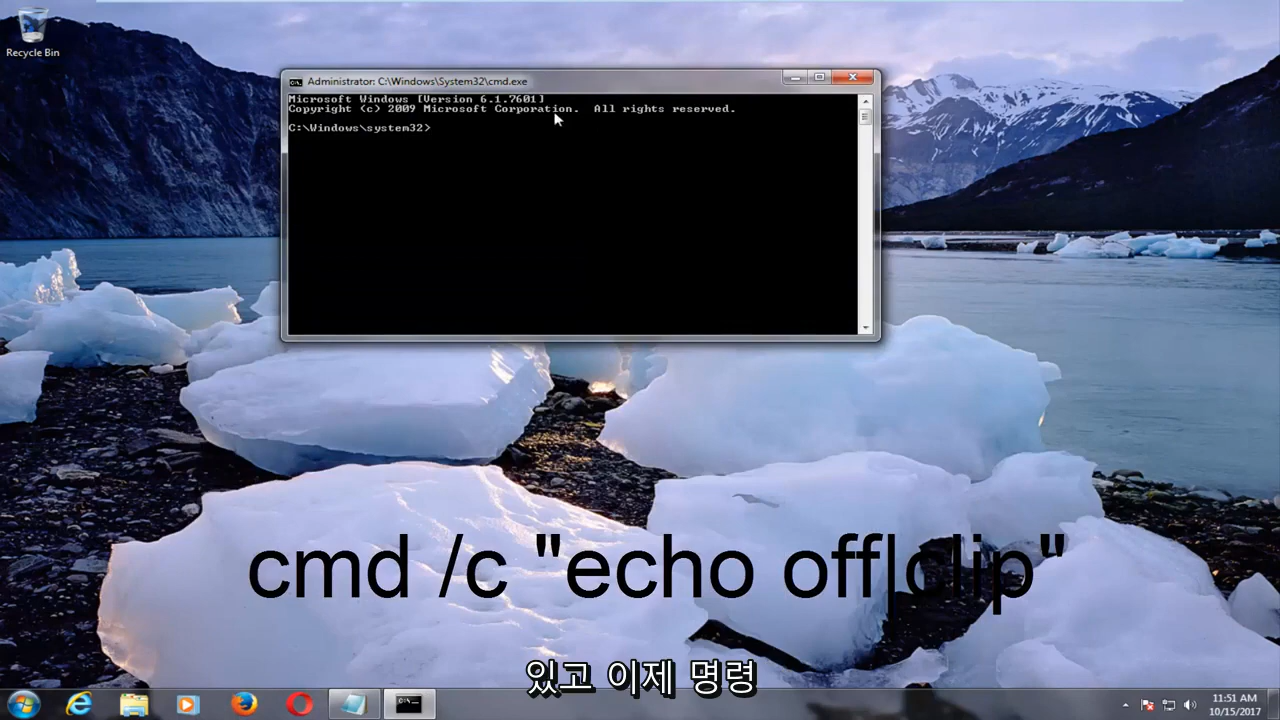 Recycle Bin
Administrator: C:\Windows\System32\cmd.exe
Microsoft Windows [Version 6.1.7601]
Copyright (c) 2009 Microsoft Corporation.  All rights reserved.
C:\Windows\system32>
cmd /c "echo off|clip"
있고 이제 명령
11:51 AM
10/15/2017